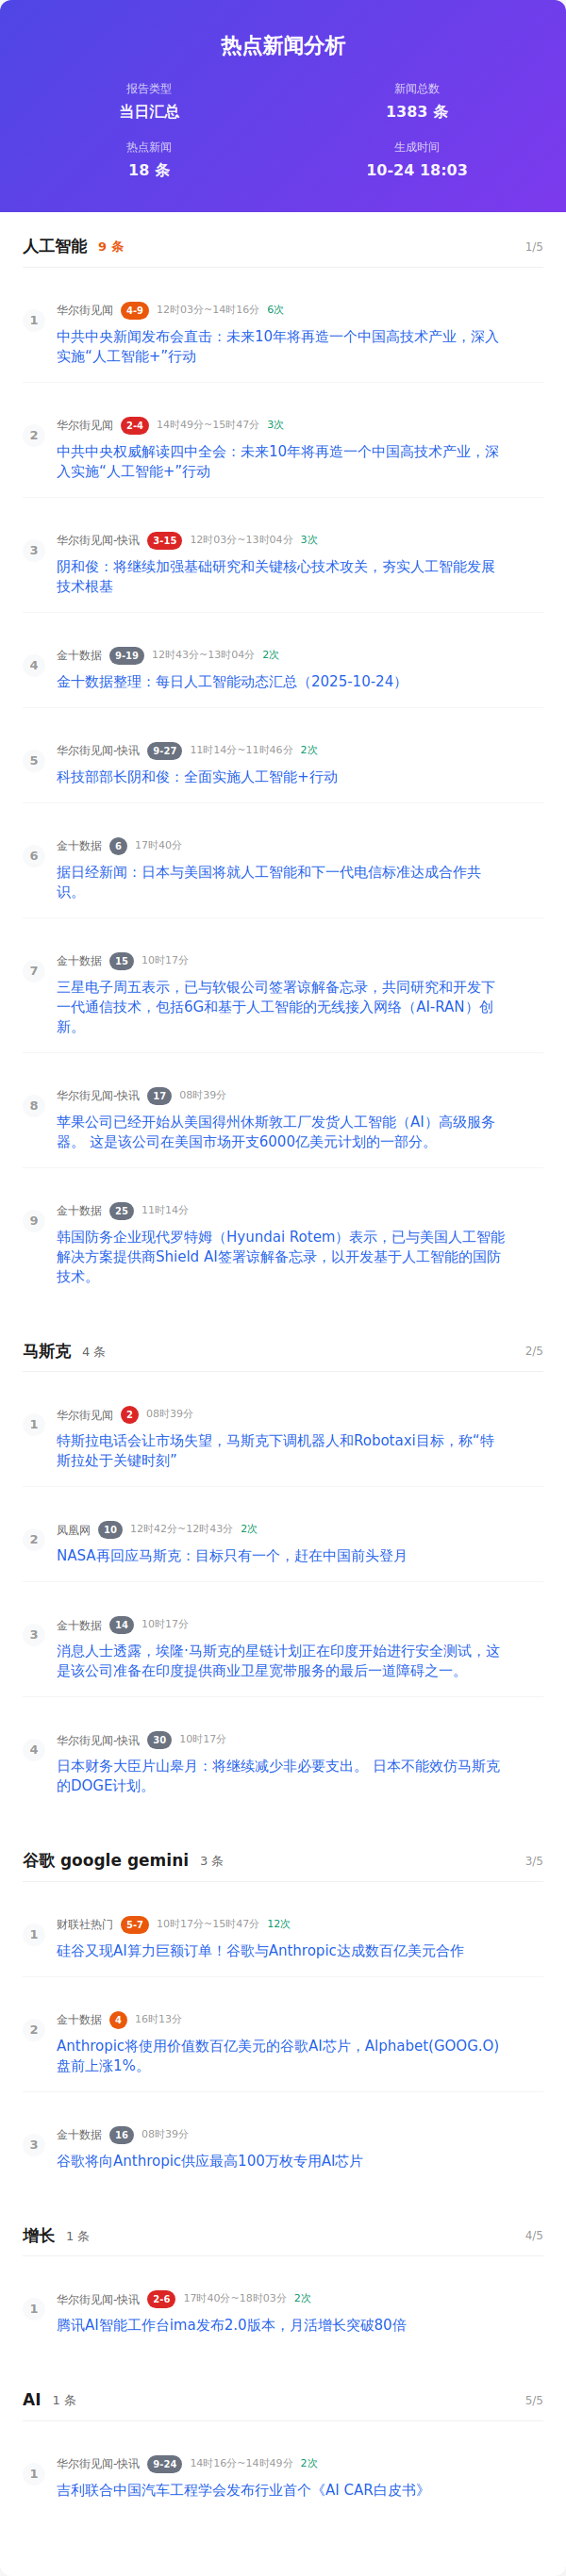 热点新闻分析
报告类型
新闻总数
当日汇总
1383 条
热点新闻
生成时间
18 条
10-24 18:03
人工智能 9 条 1/5
1
华尔街见闻 4-9 12时03分~14时16分 6次
中共中央新闻发布会直击：未来10年将再造一个中国高技术产业，深入
实施“人工智能+”行动
2
华尔街见闻 2-4 14时49分~15时47分 3次
中共中央权威解读四中全会：未来10年将再造一个中国高技术产业，深
入实施“人工智能+”行动
3
华尔街见闻-快讯 3-15 12时03分~13时04分 3次
阴和俊：将继续加强基础研究和关键核心技术攻关，夯实人工智能发展
技术根基
4
金十数据 9-19 12时43分~13时04分 2次
金十数据整理：每日人工智能动态汇总（2025-10-24）
5
华尔街见闻-快讯 9-27 11时14分~11时46分 2次
科技部部长阴和俊：全面实施人工智能+行动
6
金十数据 6 17时40分
据日经新闻：日本与美国将就人工智能和下一代电信标准达成合作共
识。
7
金十数据 15 10时17分
三星电子周五表示，已与软银公司签署谅解备忘录，共同研究和开发下
一代通信技术，包括6G和基于人工智能的无线接入网络（AI-RAN）创
新。
8
华尔街见闻-快讯 17 08时39分
苹果公司已经开始从美国得州休斯敦工厂发货人工智能（AI）高级服务
器。 这是该公司在美国市场开支6000亿美元计划的一部分。
9
金十数据 25 11时14分
韩国防务企业现代罗特姆（Hyundai Rotem）表示，已与美国人工智能
解决方案提供商Shield AI签署谅解备忘录，以开发基于人工智能的国防
技术。
马斯克 4 条 2/5
1
华尔街见闻 2 08时39分
特斯拉电话会让市场失望，马斯克下调机器人和Robotaxi目标，称“特
斯拉处于关键时刻”
2
凤凰网 10 12时42分~12时43分 2次
NASA再回应马斯克：目标只有一个，赶在中国前头登月
3
金十数据 14 10时17分
消息人士透露，埃隆·马斯克的星链计划正在印度开始进行安全测试，这
是该公司准备在印度提供商业卫星宽带服务的最后一道障碍之一。
4
华尔街见闻-快讯 30 10时17分
日本财务大臣片山皋月：将继续减少非必要支出。 日本不能效仿马斯克
的DOGE计划。
谷歌 google gemini 3 条 3/5
1
财联社热门 5-7 10时17分~15时47分 12次
硅谷又现AI算力巨额订单！谷歌与Anthropic达成数百亿美元合作
2
金十数据 4 16时13分
Anthropic将使用价值数百亿美元的谷歌AI芯片，Alphabet(GOOG.O)
盘前上涨1%。
3
金十数据 16 08时39分
谷歌将向Anthropic供应最高100万枚专用AI芯片
增长 1 条 4/5
1
华尔街见闻-快讯 2-6 17时40分~18时03分 2次
腾讯AI智能工作台ima发布2.0版本，月活增长突破80倍
AI 1 条 5/5
1
华尔街见闻-快讯 9-24 14时16分~14时49分 2次
吉利联合中国汽车工程学会发布行业首个《AI CAR白皮书》